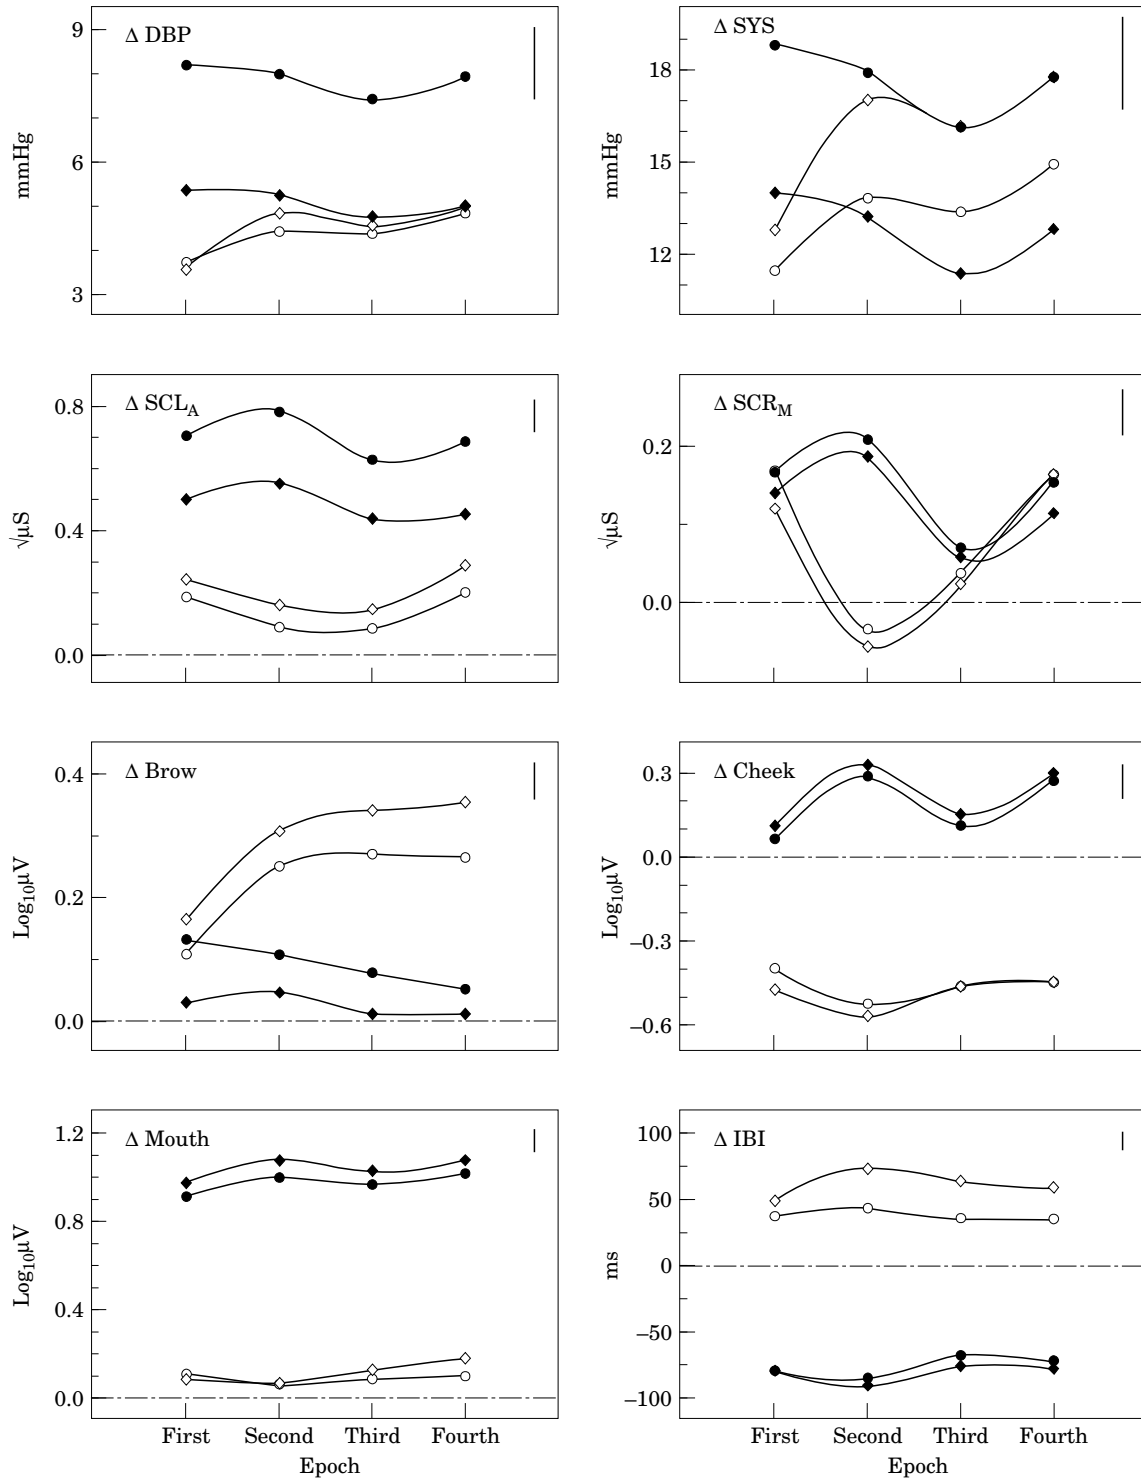 Δ DBP
mmHg
9
6
3
Δ SYS
mmHg
18
15
12
Δ SCL_A
√μS
0.8
0.4
0.0
Δ SCR_M
√μS
0.2
0.0
Δ Brow
Log₁₀μV
0.4
0.2
0.0
Δ Cheek
Log₁₀μV
0.3
0.0
−0.3
−0.6
Δ Mouth
Log₁₀μV
1.2
0.8
0.4
0.0
First Second Third Fourth
Epoch
Δ IBI
ms
100
50
0
−50
−100
First Second Third Fourth
Epoch